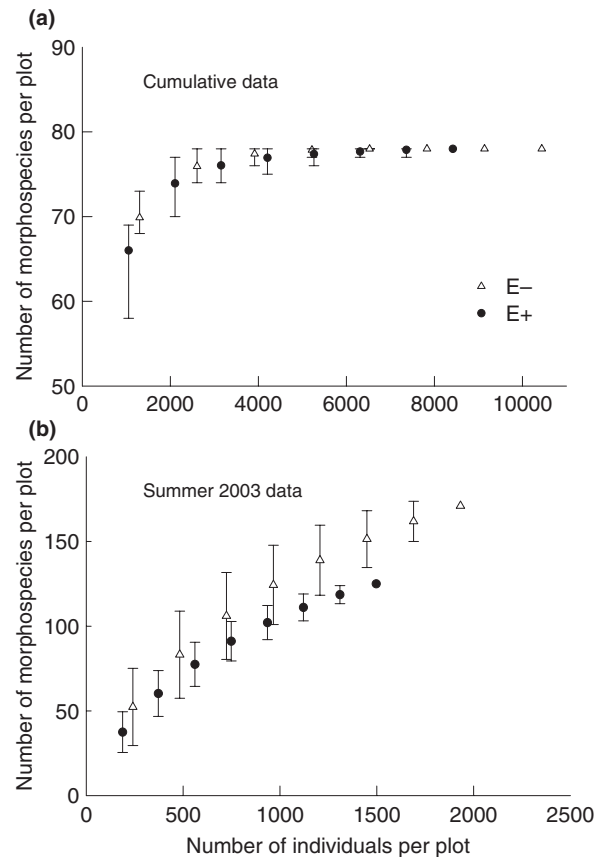 (a)
Number of morphospecies per plot
90
80
70
60
50
Cumulative data
E−
E+
0 2000 4000 6000 8000 10000
(b)
Number of morphospecies per plot
200
150
100
50
0
Summer 2003 data
0 500 1000 1500 2000 2500
Number of individuals per plot